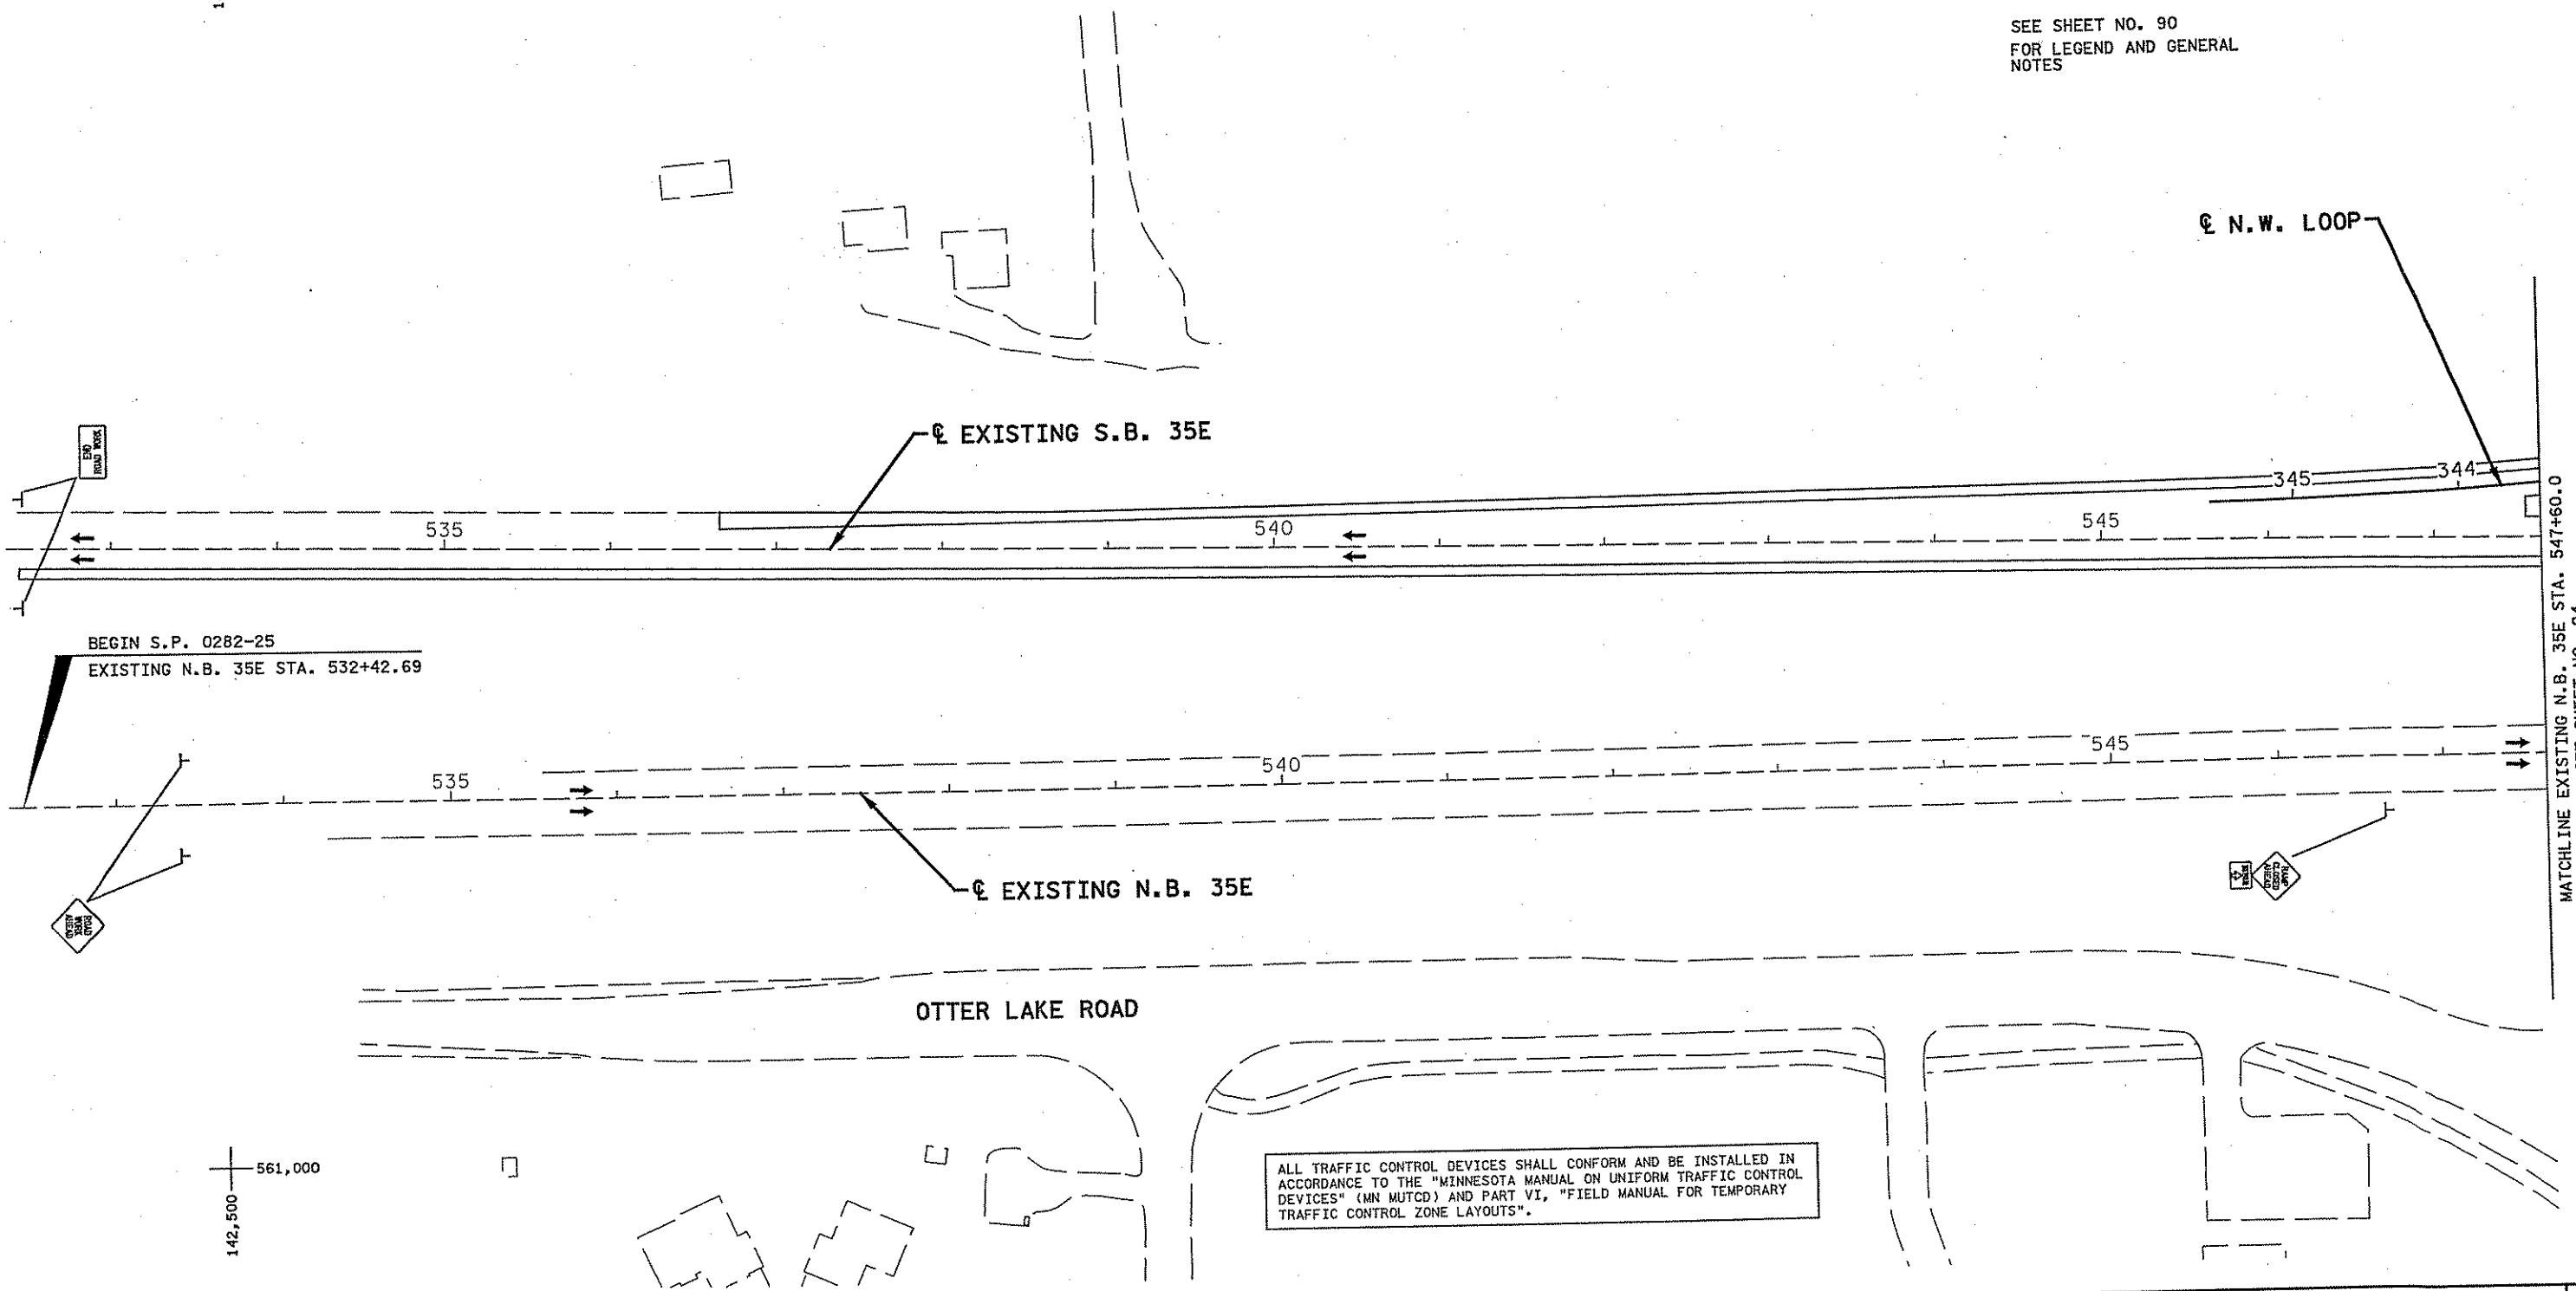 SEE SHEET NO. 90
FOR LEGEND AND GENERAL
NOTES
℄ N.W. LOOP
℄ EXISTING S.B. 35E
END
ROAD WORK
345
344
535
540
545
BEGIN S.P. 0282-25
EXISTING N.B. 35E STA. 532+42.69
MATCHLINE EXISTING N.B. 35E STA. 547+60.0
535
540
545
℄ EXISTING N.B. 35E
ROAD
WORK
AHEAD
RAMP
CLOSED
AHEAD
OTTER LAKE ROAD
561,000
142,500
ALL TRAFFIC CONTROL DEVICES SHALL CONFORM AND BE INSTALLED IN
ACCORDANCE TO THE "MINNESOTA MANUAL ON UNIFORM TRAFFIC CONTROL
DEVICES" (MN MUTCD) AND PART VI, "FIELD MANUAL FOR TEMPORARY
TRAFFIC CONTROL ZONE LAYOUTS".